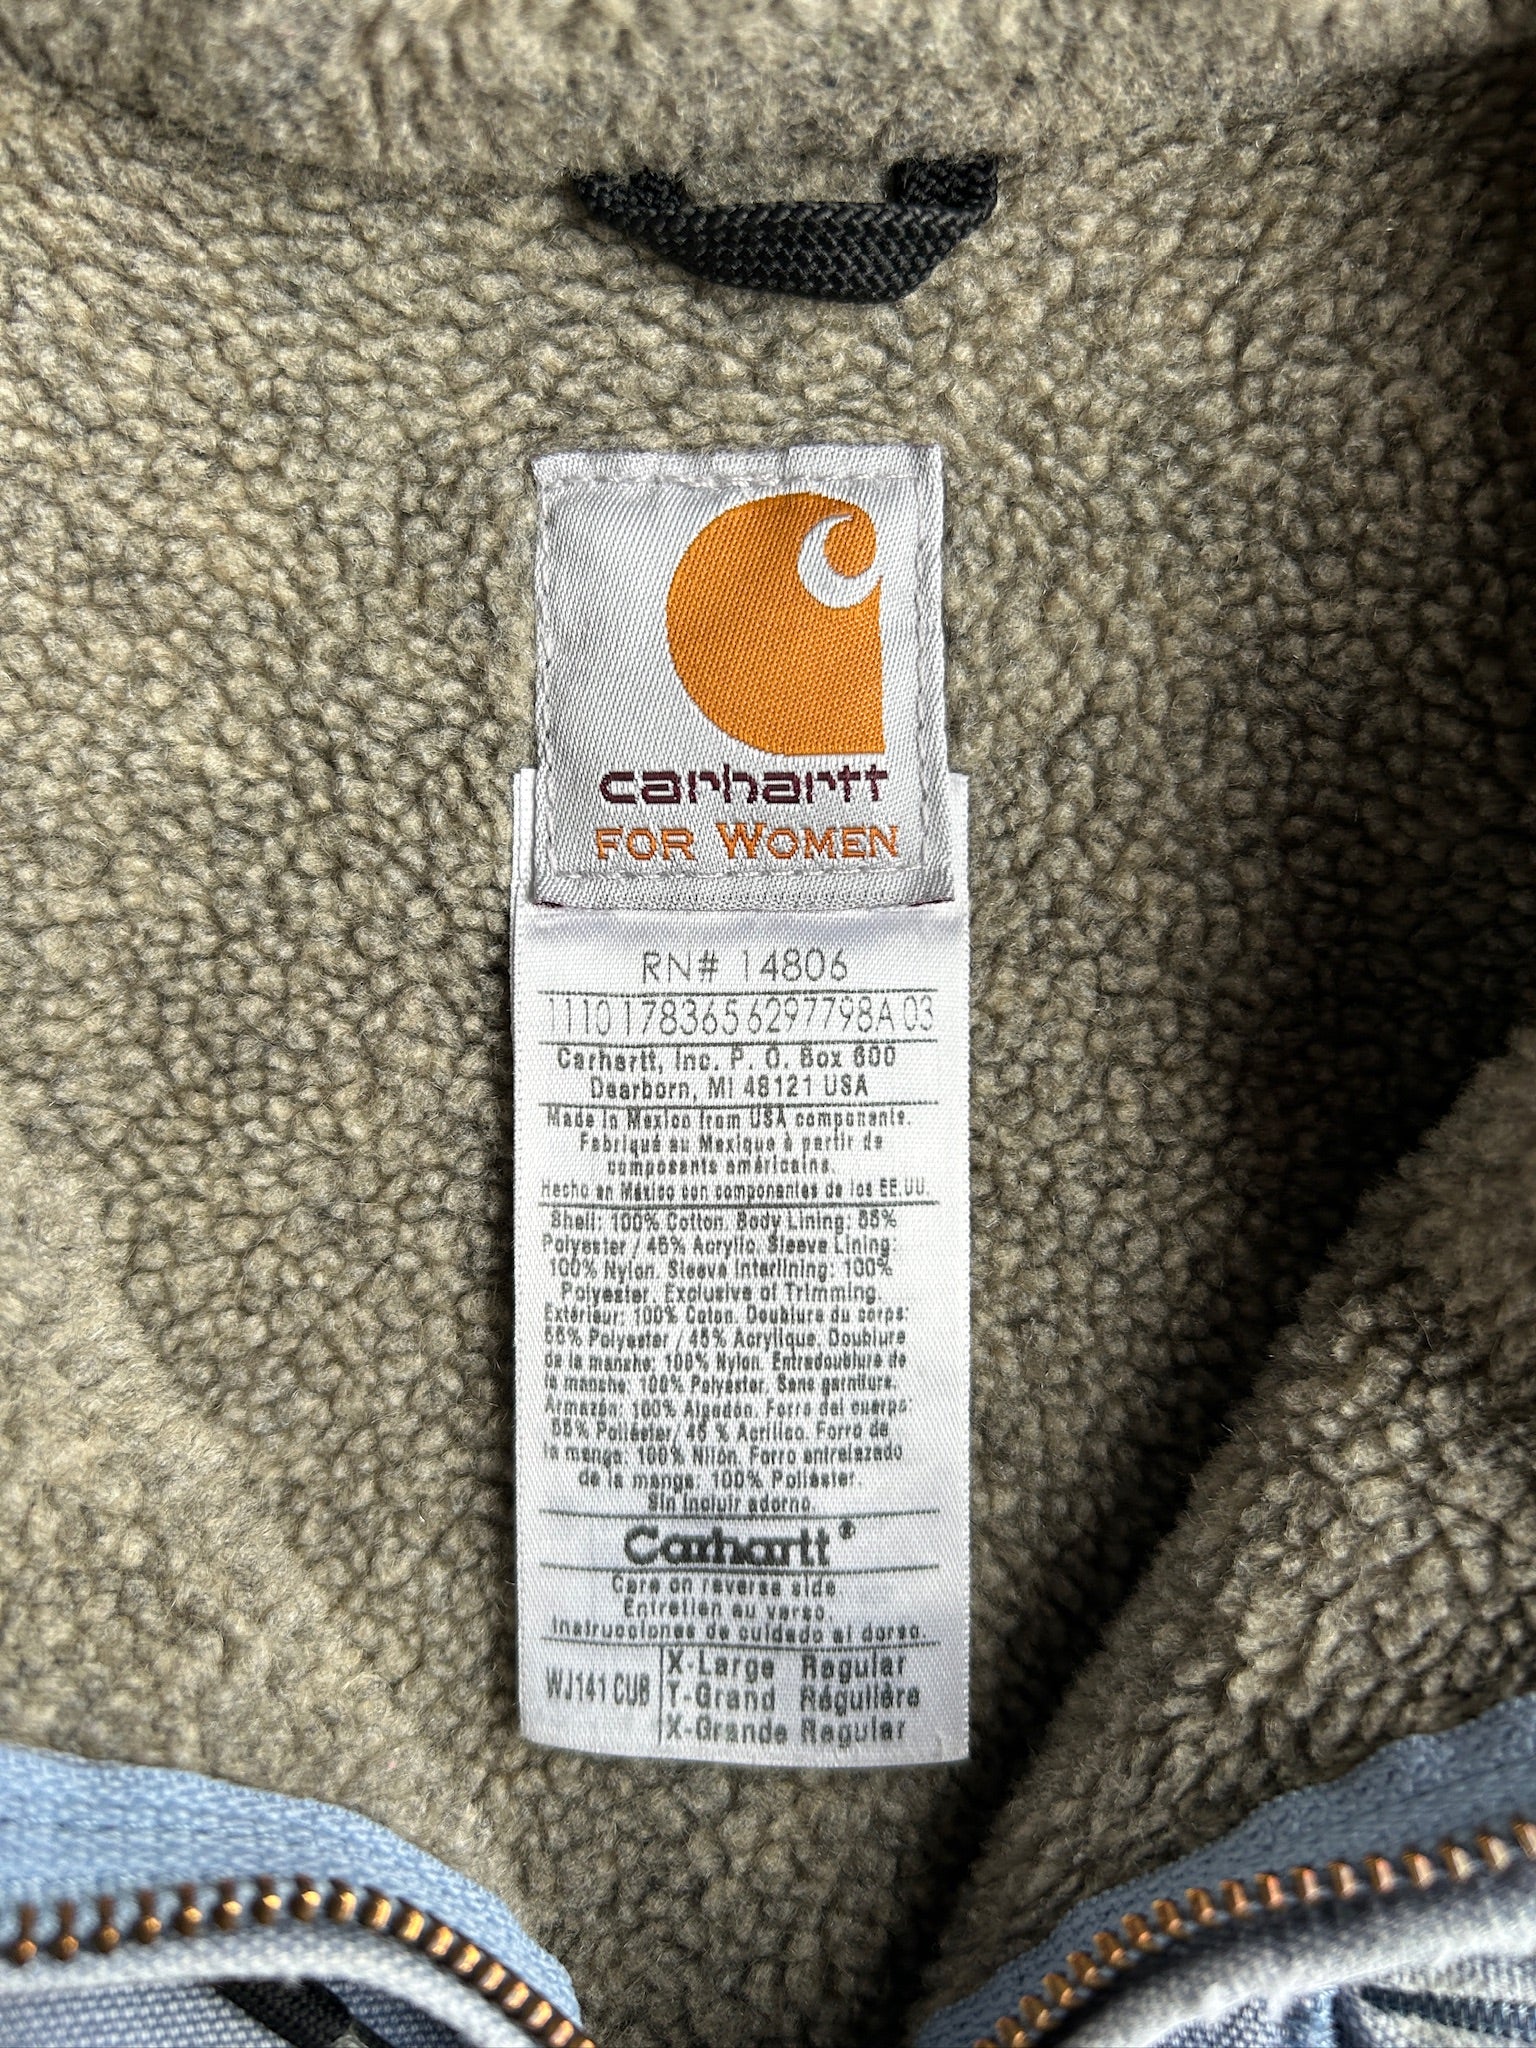 carhartt
FOR WOMEN
RN# 14806
1110 1783656297798A 03
Carhartt, Inc. P. O. Box 600
Dearborn, MI 48121 USA
Made in Mexico from USA components.
Fabriqué au Mexique à partir de
composants américains.
Hecho en México con componentes de los EE.UU.
Shell: 100% Cotton. Body Lining: 55%
Polyester / 45% Acrylic. Sleeve Lining:
100% Nylon. Sleeve Interlining: 100%
Polyester. Exclusive of Trimming.
Extérieur: 100% Coton. Doublure du corps:
55% Polyester / 45% Acrylique. Doublure
de la manche: 100% Nylon. Entredoublure de
la manche: 100% Polyester. Sans garniture.
Armazón: 100% Algodón. Forro del cuerpo:
55% Poliéster / 45 % Acrílico. Forro de
la manga: 100% Nilón. Forro entrelazado
de la manga: 100% Poliéster.
Sin incluir adorno.
Carhartt®
Care on reverse side.
Entretien au verso.
Instrucciones de cuidado al dorso.
WJ141 CUB
X-Large Regular
T-Grand Régulière
X-Grande Regular